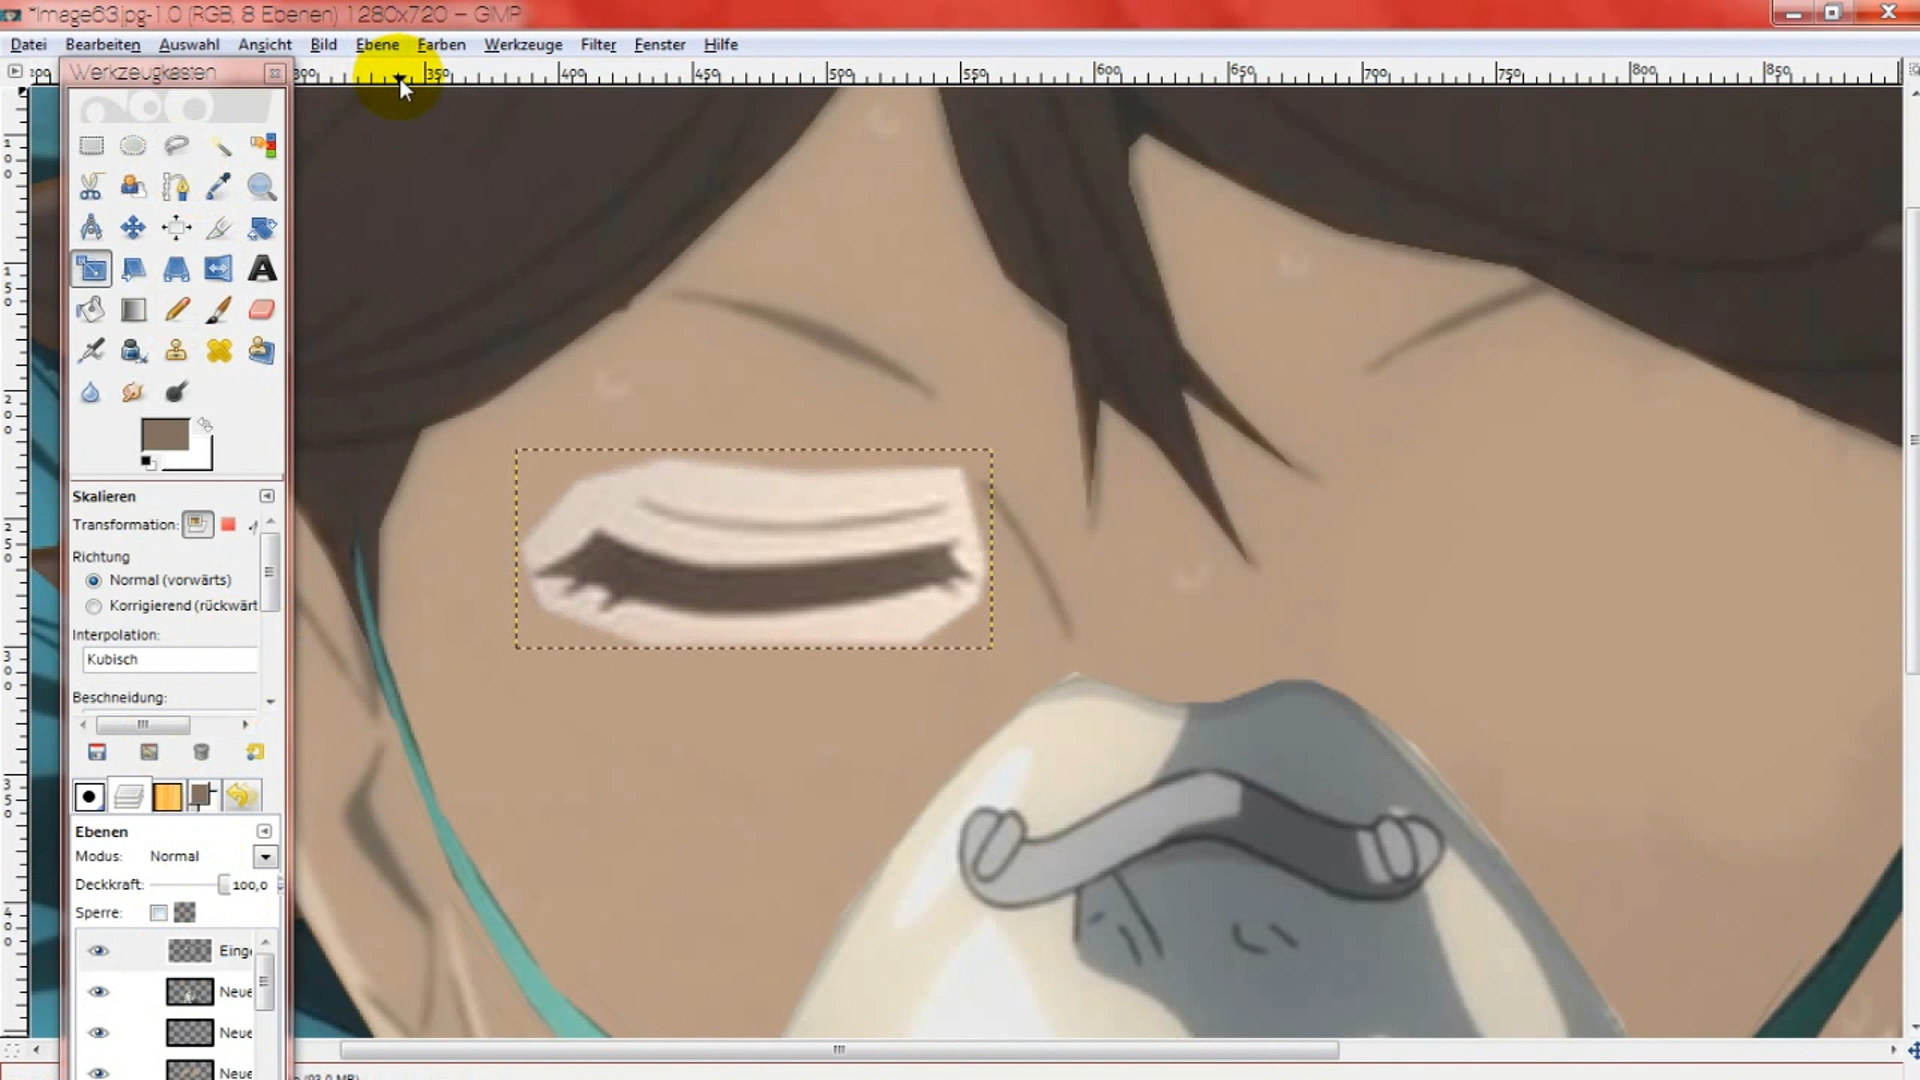 *Image63.jpg-1.0 (RGB, 8 Ebenen) 1280x720 – GIMP
Datei Bearbeiten Auswahl Ansicht Bild Ebene Farben Werkzeuge Filter Fenster Hilfe
300 350 400 450 500 550 600 650 700 750 800 850
Werkzeugkasten
Skalieren
Transformation:
Richtung
Normal (vorwärts)
Korrigierend (rückwärt
Interpolation:
Kubisch
Beschneidung:
Ebenen
Modus: Normal
Deckkraft: 100,0
Sperre:
Einge
Neue
Neue
Neue